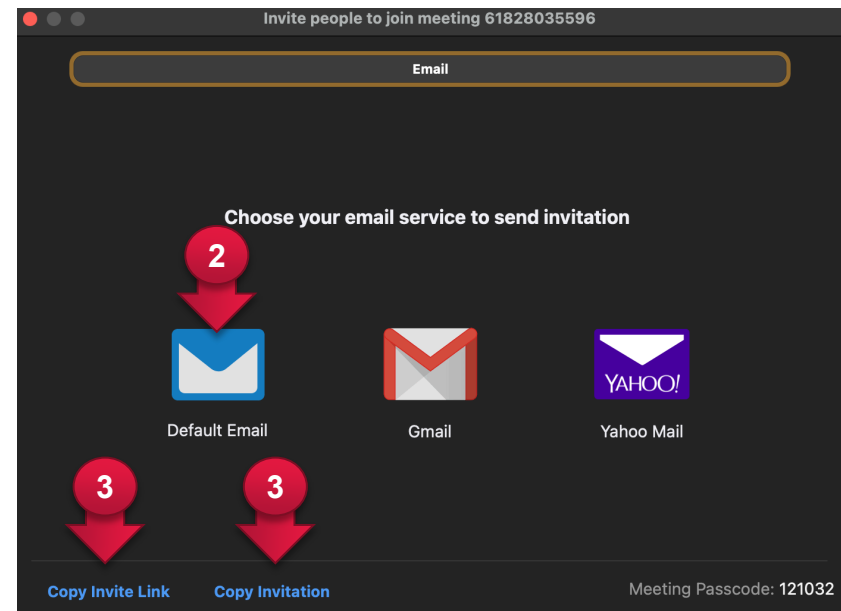 Invite people to join meeting 61828035596
Email
Choose your email service to send invitation
2
YAHOO!
Default Email
Gmail
Yahoo Mail
3
3
Copy Invite Link
Copy Invitation
Meeting Passcode: 121032